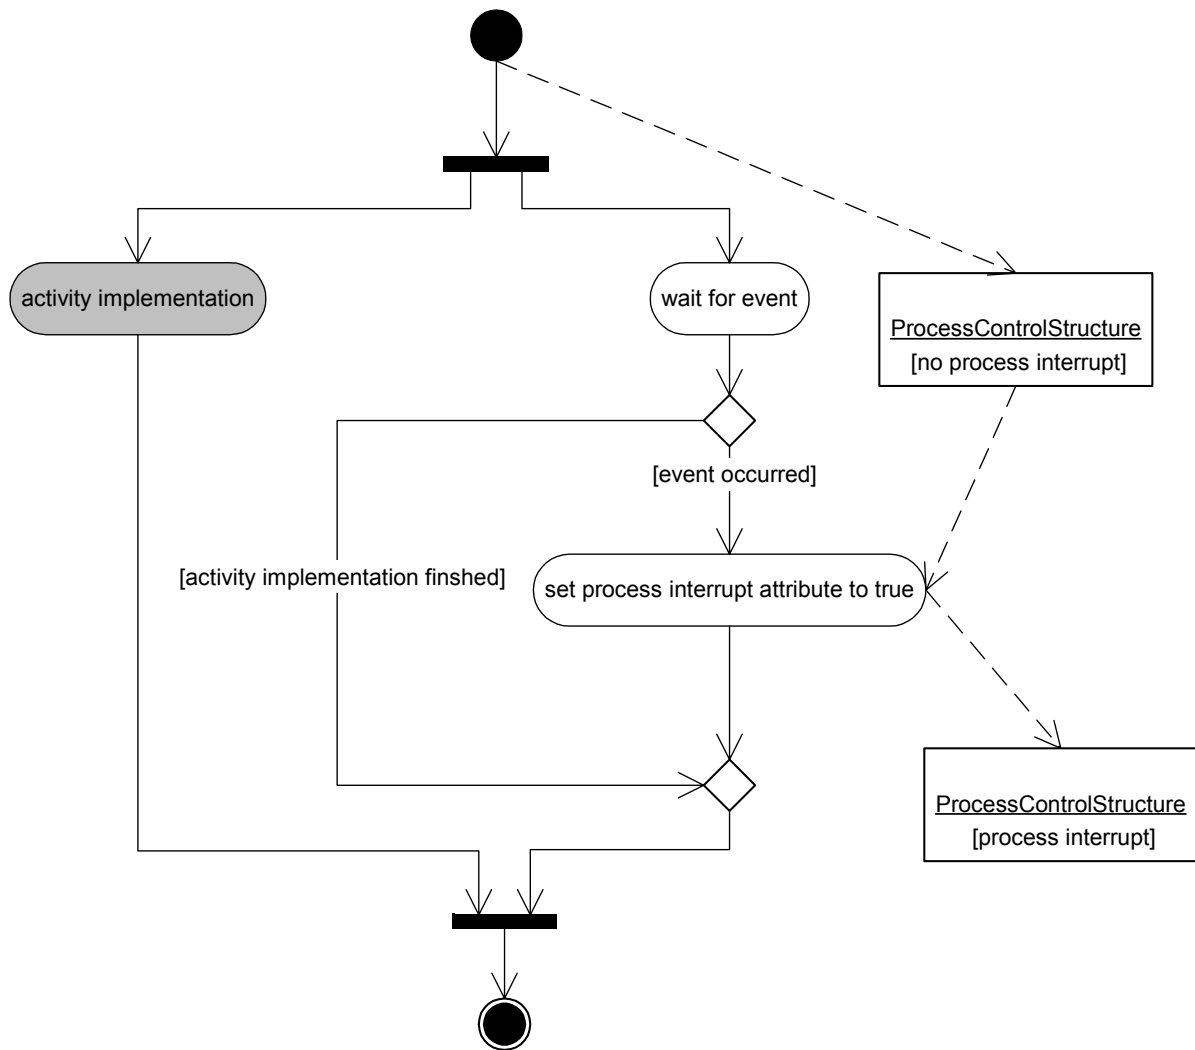 activity implementation
wait for event
ProcessControlStructure
[no process interrupt]
[event occurred]
[activity implementation finshed]
set process interrupt attribute to true
ProcessControlStructure
[process interrupt]